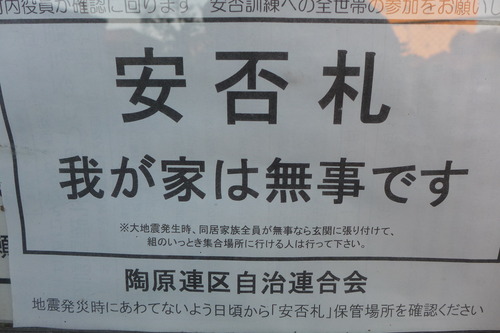 町内役員が確認に回ります 安否訓練への全世帯の参加をお願いし
安否札
我が家は無事です
※大地震発生時、同居家族全員が無事なら玄関に張り付けて、
組のいっとき集合場所に行ける人は行って下さい。
陶原連区自治連合会
地震発災時にあわてないよう日頃から「安否札」保管場所を確認ください